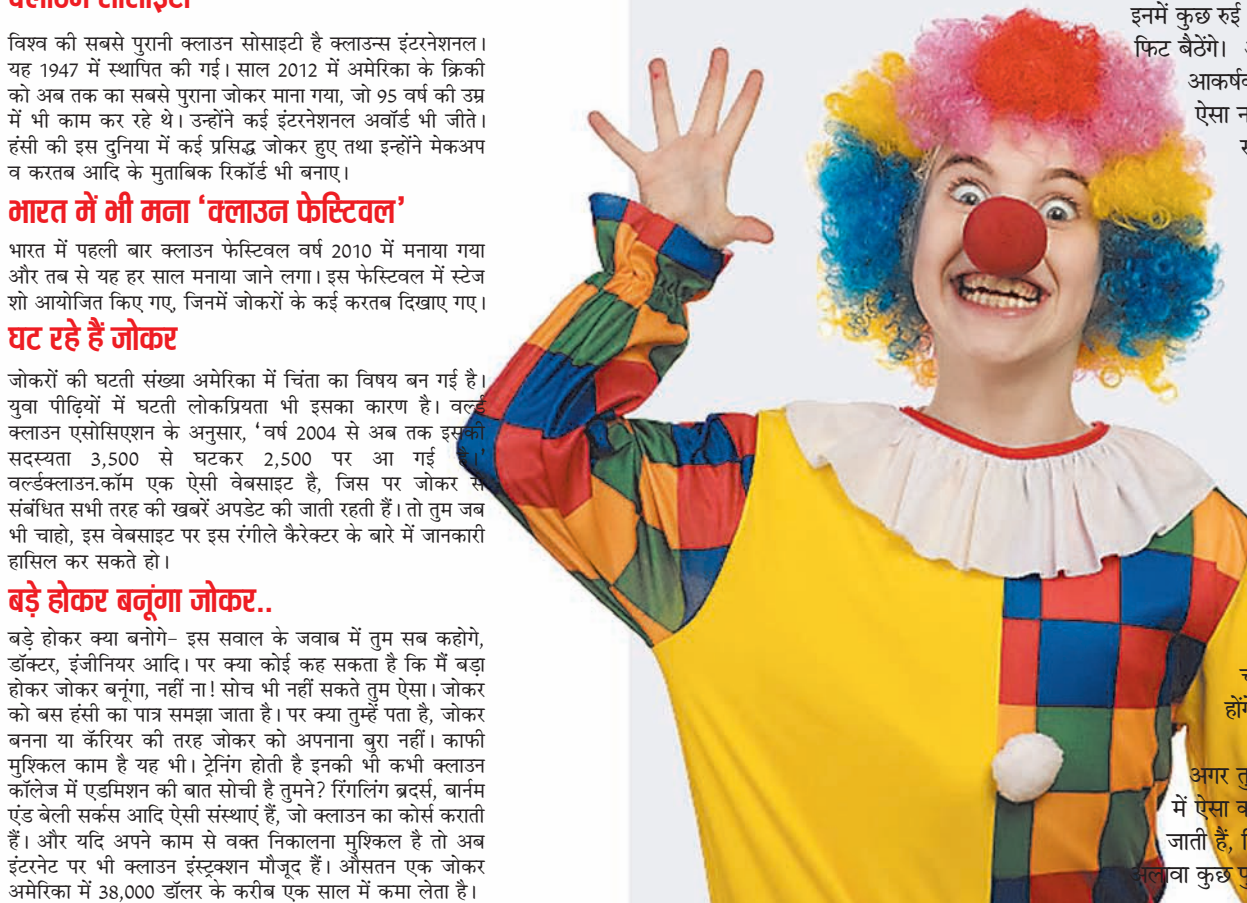 क्लाउन सोसाइटी
विश्व की सबसे पुरानी क्लाउन सोसाइटी है क्लाउन्स इंटरनेशनल।
यह 1947 में स्थापित की गई। साल 2012 में अमेरिका के क्रिकी
को अब तक का सबसे पुराना जोकर माना गया, जो 95 वर्ष की उम्र
में भी काम कर रहे थे। उन्होंने कई इंटरनेशनल अवॉर्ड भी जीते।
हंसी की इस दुनिया में कई प्रसिद्ध जोकर हुए तथा इन्होंने मेकअप
व करतब आदि के मुताबिक रिकॉर्ड भी बनाए।
भारत में भी मना ‘क्लाउन फेस्टिवल’
भारत में पहली बार क्लाउन फेस्टिवल वर्ष 2010 में मनाया गया
और तब से यह हर साल मनाया जाने लगा। इस फेस्टिवल में स्टेज
शो आयोजित किए गए, जिनमें जोकरों के कई करतब दिखाए गए।
घट रहे हैं जोकर
जोकरों की घटती संख्या अमेरिका में चिंता का विषय बन गई है।
युवा पीढ़ियों में घटती लोकप्रियता भी इसका कारण है। वर्ल्ड
क्लाउन एसोसिएशन के अनुसार, ‘वर्ष 2004 से अब तक इसकी
सदस्यता 3,500 से घटकर 2,500 पर आ गई है।’
वर्ल्डक्लाउन.कॉम एक ऐसी वेबसाइट है, जिस पर जोकर से
संबंधित सभी तरह की खबरें अपडेट की जाती रहती हैं। तो तुम जब
भी चाहो, इस वेबसाइट पर इस रंगीले कैरेक्टर के बारे में जानकारी
हासिल कर सकते हो।
बड़े होकर बनूंगा जोकर..
बड़े होकर क्या बनोगे- इस सवाल के जवाब में तुम सब कहोगे,
डॉक्टर, इंजीनियर आदि। पर क्या कोई कह सकता है कि मैं बड़ा
होकर जोकर बनूंगा, नहीं ना! सोच भी नहीं सकते तुम ऐसा। जोकर
को बस हंसी का पात्र समझा जाता है। पर क्या तुम्हें पता है, जोकर
बनना या कॅरियर की तरह जोकर को अपनाना बुरा नहीं। काफी
मुश्किल काम है यह भी। ट्रेनिंग होती है इनकी भी कभी क्लाउन
कॉलेज में एडमिशन की बात सोची है तुमने? रिंगलिंग ब्रदर्स, बार्नम
एंड बेली सर्कस आदि ऐसी संस्थाएं हैं, जो क्लाउन का कोर्स कराती
हैं। और यदि अपने काम से वक्त निकालना मुश्किल है तो अब
इंटरनेट पर भी क्लाउन इंस्ट्रक्शन मौजूद हैं। औसतन एक जोकर
अमेरिका में 38,000 डॉलर के करीब एक साल में कमा लेता है।
इनमें कुछ रुई
फिट बैठेंगे।
ऐसा
अगर
में ऐसा
जाती हैं,
अलावा कुछ